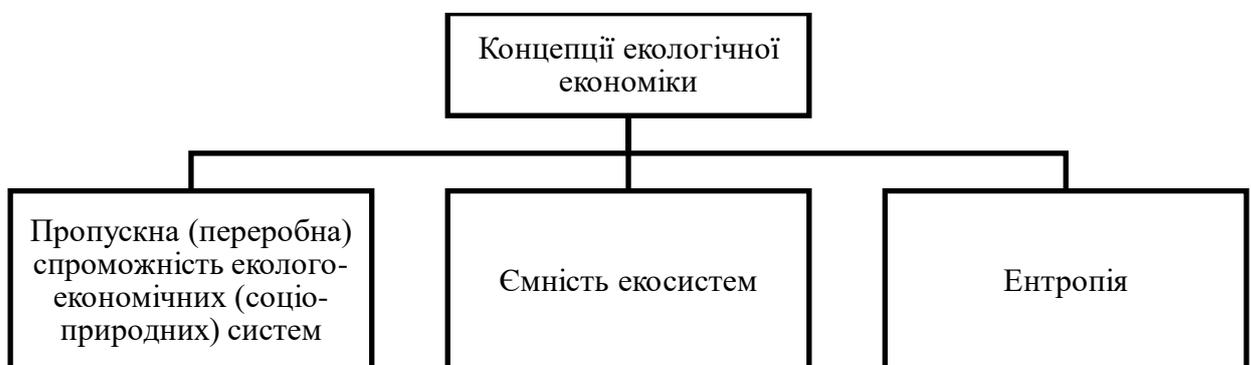 Концепції екологічної
економіки
Пропускна (переробна)
спроможність еколого-
економічних (соціо-
природних) систем
Ємність екосистем
Ентропія